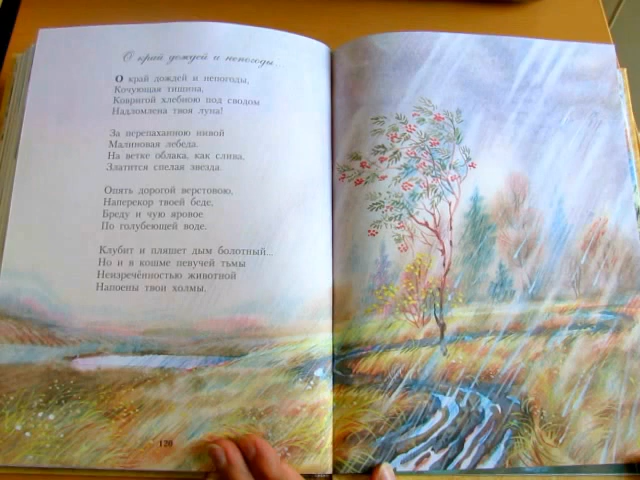 О край дождей и непогоды...
О край дождей и непогоды,
Кочующая тишина,
Ковригой хлебною под сводом
Надломлена твоя луна!
За перепаханною нивой
Малиновая лебеда.
На ветке облака, как слива,
Златится спелая звезда.
Опять дорогой верстовою,
Наперекор твоей беде,
Бреду и чую яровое
По голубеющей воде.
Клубит и пляшет дым болотный...
Но и в кошме певучей тьмы
Неизречённостью животной
Напоены твои холмы.
120